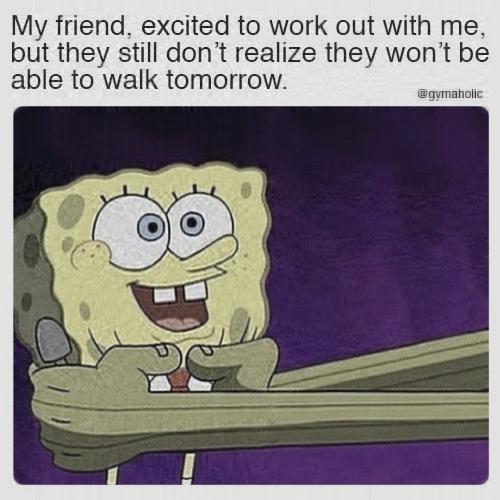 My friend, excited to work out with me,
but they still don't realize they won't be
able to walk tomorrow.
@gymaholic